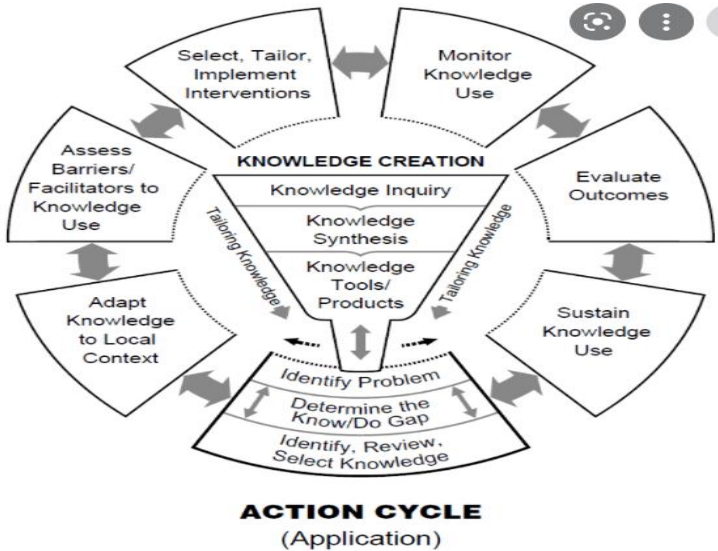 Select, Tailor,
Implement
Interventions
Monitor
Knowledge
Use
Assess
Barriers/
Facilitators to
Knowledge
Use
Evaluate
Outcomes
KNOWLEDGE CREATION
Knowledge Inquiry
Knowledge
Synthesis
Knowledge
Tools/
Products
Tailoring Knowledge
Tailoring Knowledge
Adapt
Knowledge
to Local
Context
Sustain
Knowledge
Use
Identify Problem
Determine the
Know/Do Gap
Identify, Review,
Select Knowledge
ACTION CYCLE
(Application)